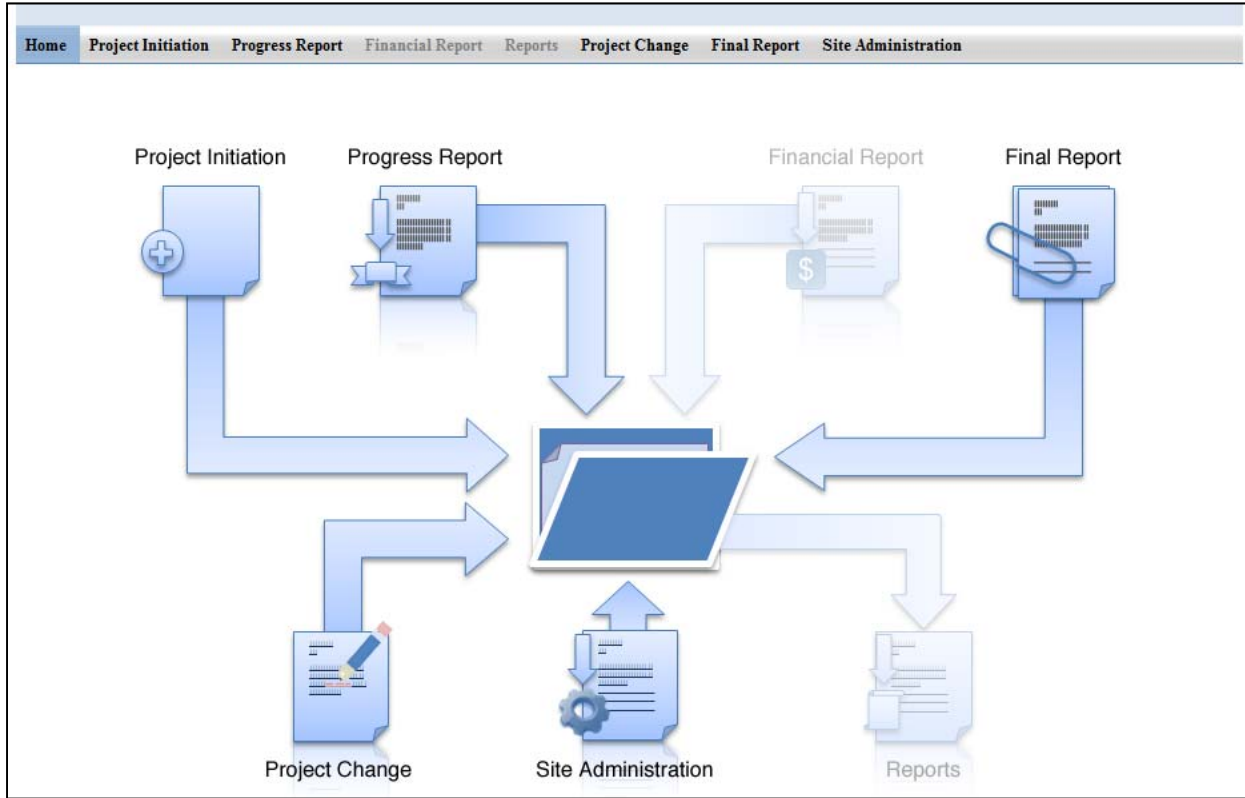 Home Project Initiation Progress Report Financial Report Reports Project Change Final Report Site Administration
Project Initiation Progress Report Financial Report Final Report
$
Project Change Site Administration Reports